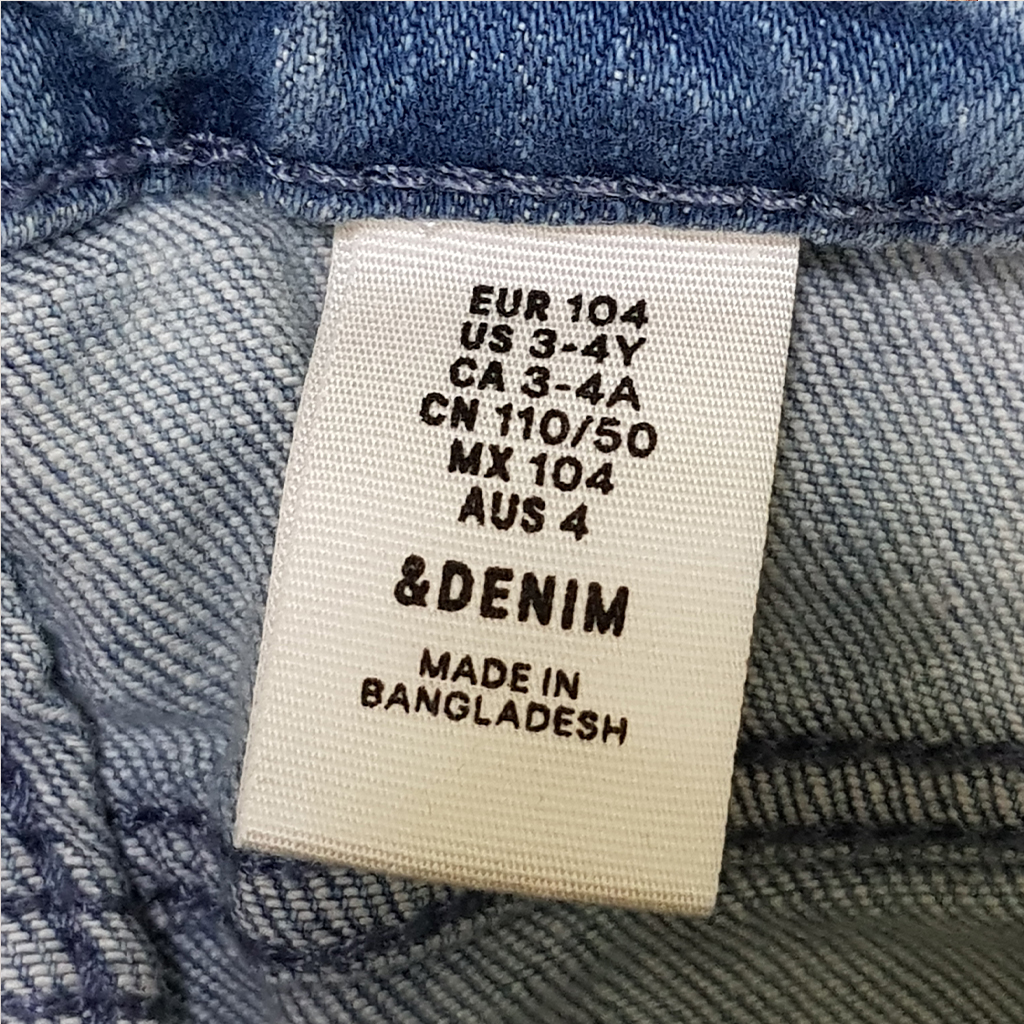 EUR 104
US 3-4Y
CA 3-4A
CN 110/50
MX 104
AUS 4
&DENIM
MADE IN
BANGLADESH